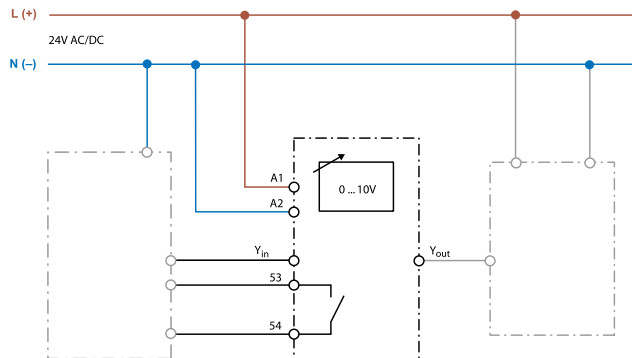 L (+)
24V AC/DC
N (–)
A1
0 ... 10V
A2
Yin
Yout
53
54